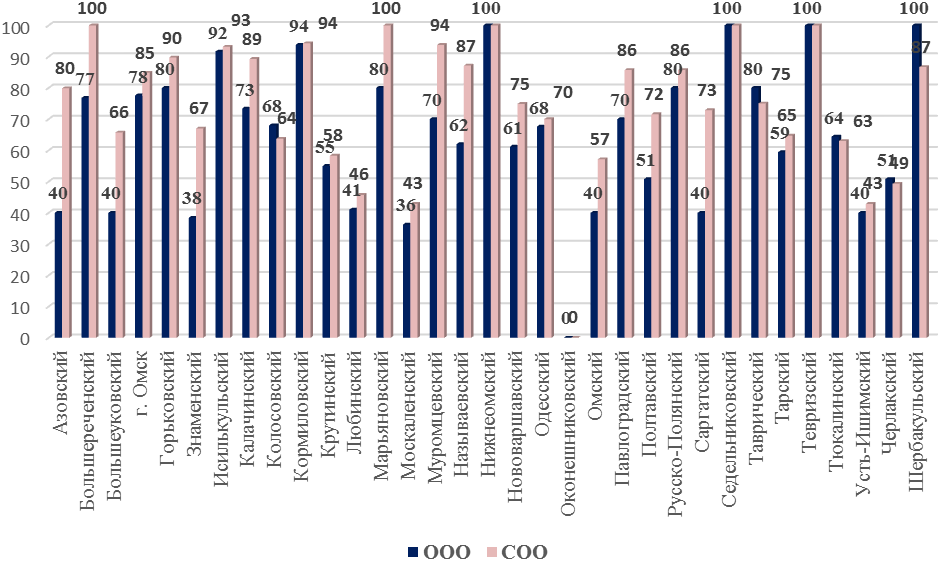 100 100 100 100 100 100
40 80 77 40 66 78 85 80 90 38 67 92 93 73 89 68 64 94 94 55 58 41 46 80 36 43 70 94 62 87 61 75 68 70 0 0 40 57 70 86 51 72 80 86 40 73 80 75 59 65 64 63 40 43 51 49 87
100
90
80
70
60
50
40
30
20
10
0
Азовский
Большереченский
Большеуковский
г. Омск
Горьковский
Знаменский
Исилькульский
Калачинский
Колосовский
Кормиловский
Крутинский
Любинский
Марьяновский
Москаленский
Муромцевский
Называевский
Нижнеомский
Нововаршавский
Одесский
Оконешниковский
Омский
Павлоградский
Полтавский
Русско-Полянский
Саргатский
Седельниковский
Таврический
Тарский
Тевризский
Тюкалинский
Усть-Ишимский
Черлакский
Шербакульский
ООО СОО